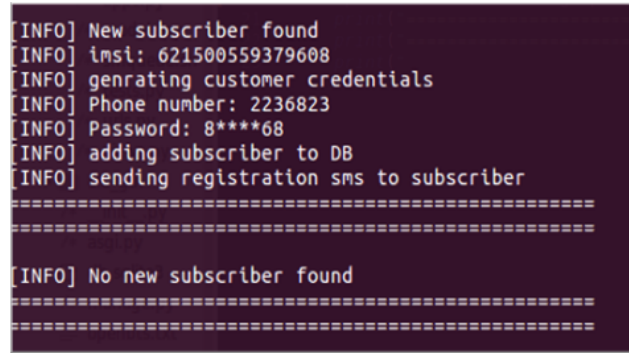 [INFO] New subscriber found
[INFO] imsi: 621500559379608
[INFO] genrating customer credentials
[INFO] Phone number: 2236823
[INFO] Password: 8****68
[INFO] adding subscriber to DB
[INFO] sending registration sms to subscriber
=====================================================
=====================================================
[INFO] No new subscriber found
=====================================================
=====================================================